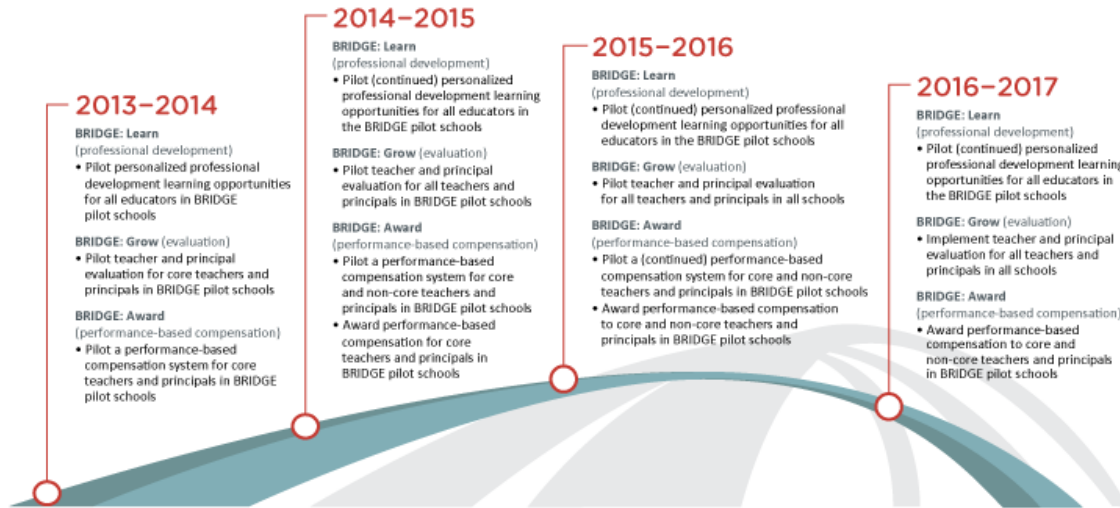 2013–2014
BRIDGE: Learn
(professional development)
• Pilot personalized professional
development learning opportunities
for all educators in BRIDGE
pilot schools
BRIDGE: Grow (evaluation)
• Pilot teacher and principal
evaluation for core teachers and
principals in BRIDGE pilot schools
BRIDGE: Award
(performance-based compensation)
• Pilot a performance-based
compensation system for core
teachers and principals in BRIDGE
pilot schools
2014–2015
BRIDGE: Learn
(professional development)
• Pilot (continued) personalized
professional development learning
opportunities for all educators in
the BRIDGE pilot schools
BRIDGE: Grow (evaluation)
• Pilot teacher and principal
evaluation for all teachers and
principals in BRIDGE pilot schools
BRIDGE: Award
(performance-based compensation)
• Pilot a performance-based
compensation system for core
and non-core teachers and
principals in BRIDGE pilot schools
• Award performance-based
compensation for core
teachers and principals in
BRIDGE pilot schools
2015–2016
BRIDGE: Learn
(professional development)
• Pilot (continued) personalized professional
development learning opportunities for all
educators in the BRIDGE pilot schools
BRIDGE: Grow (evaluation)
• Pilot teacher and principal evaluation
for all teachers and principals in all schools
BRIDGE: Award
(performance-based compensation)
• Pilot a (continued) performance-based
compensation system for core and non-core
teachers and principals in BRIDGE pilot schools
• Award performance-based compensation
to core and non-core teachers and
principals in BRIDGE pilot schools
2016–2017
BRIDGE: Learn
(professional development)
• Pilot (continued) personalized
professional development learning
opportunities for all educators in
the BRIDGE pilot schools
BRIDGE: Grow (evaluation)
• Implement teacher and principal
evaluation for all teachers and
principals in all schools
BRIDGE: Award
(performance-based compensation)
• Award performance-based
compensation to core and
non-core teachers and principals
in BRIDGE pilot schools